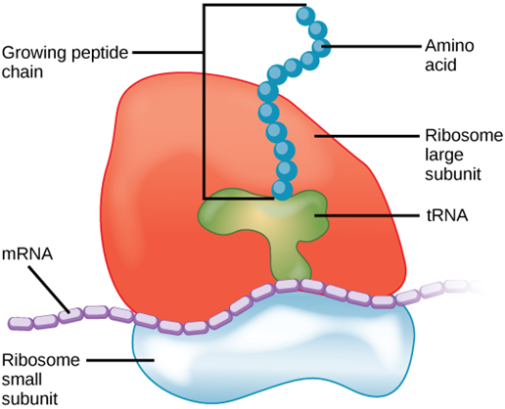 Growing peptide
chain
Amino
acid
Ribosome
large
subunit
tRNA
mRNA
Ribosome
small
subunit